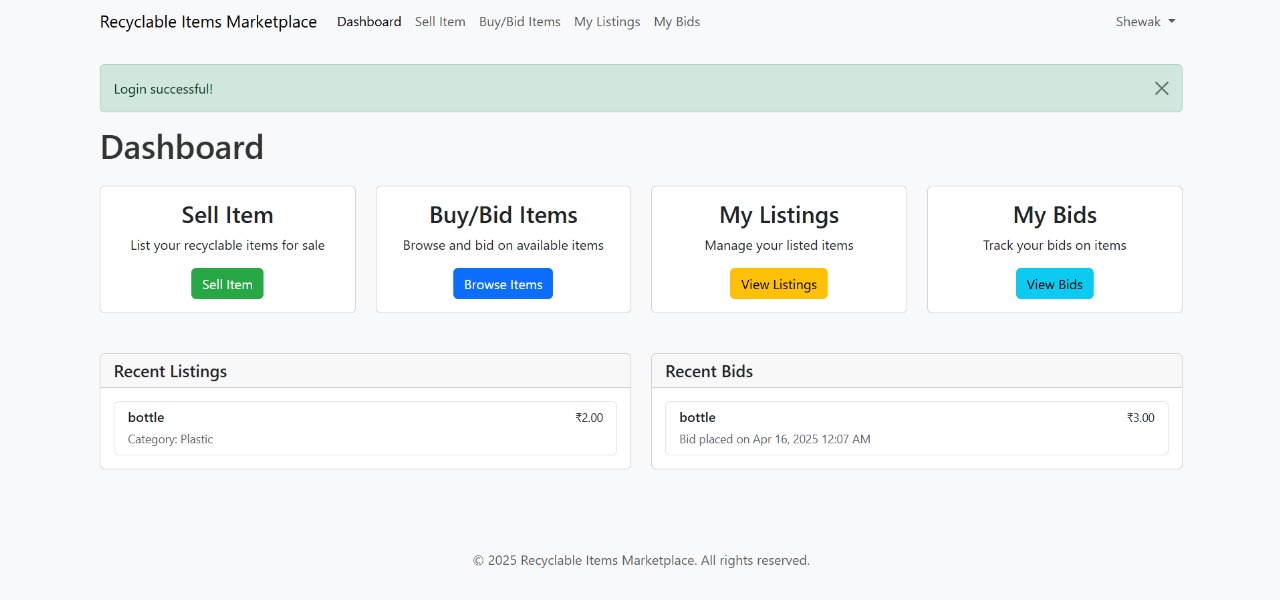 Recyclable Items Marketplace Dashboard Sell Item Buy/Bid Items My Listings My Bids Shewak
Login successful!
Dashboard
Sell Item
List your recyclable items for sale
Sell Item
Buy/Bid Items
Browse and bid on available items
Browse Items
My Listings
Manage your listed items
View Listings
My Bids
Track your bids on items
View Bids
Recent Listings
bottle ₹2.00
Category: Plastic
Recent Bids
bottle ₹3.00
Bid placed on Apr 16, 2025 12:07 AM
© 2025 Recyclable Items Marketplace. All rights reserved.